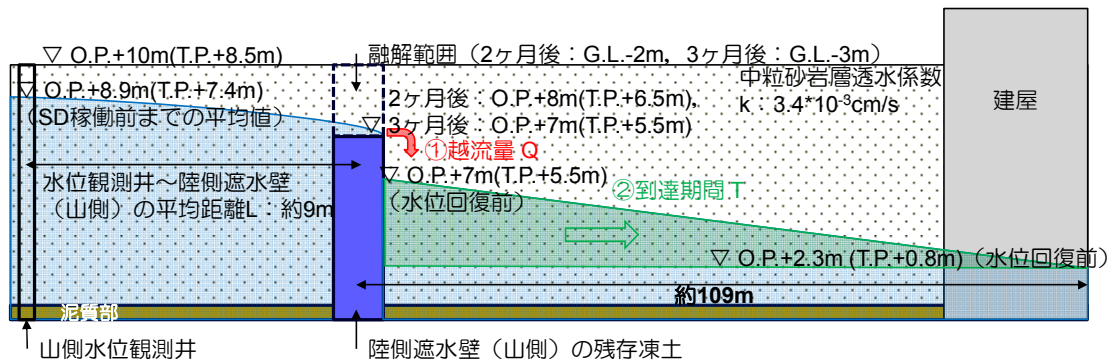 ▽ O.P.+10m(T.P.+8.5m)
融解範囲（2ヶ月後：G.L.-2m，3ヶ月後：G.L.-3m）
▽ O.P.+8.9m(T.P.+7.4m)
(SD稼働前までの平均値)
中粒砂岩層透水係数
k：3.4*10-3cm/s
建屋
2ヶ月後：O.P.+8m(T.P.+6.5m),
▽ 3ヶ月後：O.P.+7m(T.P.+5.5m)
①越流量 Q
▽ O.P.+7m(T.P.+5.5m)
（水位回復前）
②到達期間 T
水位観測井～陸側遮水壁
（山側）の平均距離L：約9m
▽ O.P.+2.3m (T.P.+0.8m)（水位回復前）
約109m
泥質部
山側水位観測井
陸側遮水壁（山側）の残存凍土